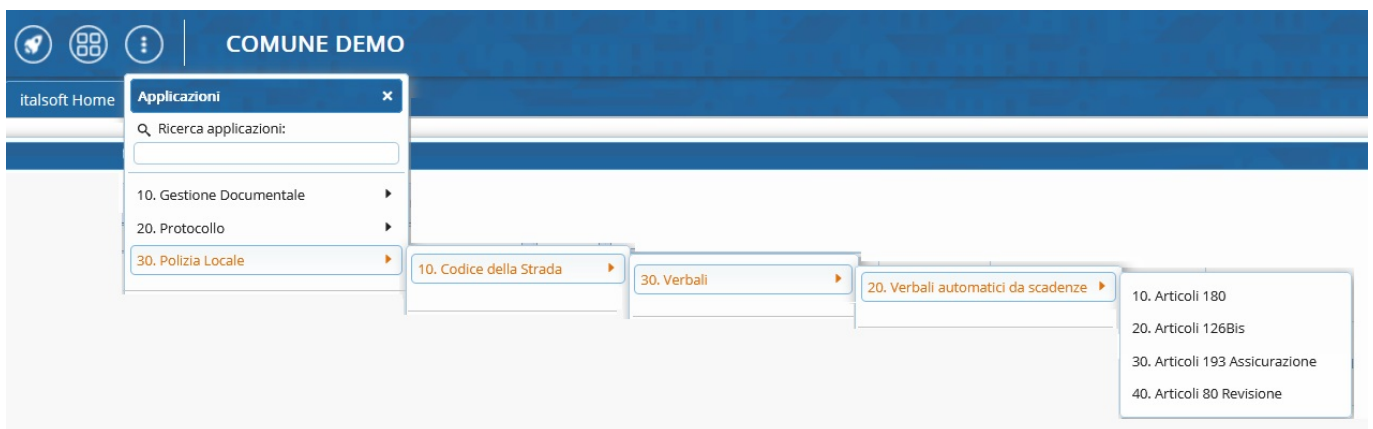 COMUNE DEMO
italsoft Home
Applicazioni
Ricerca applicazioni:
10. Gestione Documentale
20. Protocollo
30. Polizia Locale
10. Codice della Strada
30. Verbali
20. Verbali automatici da scadenze
10. Articoli 180
20. Articoli 126Bis
30. Articoli 193 Assicurazione
40. Articoli 80 Revisione